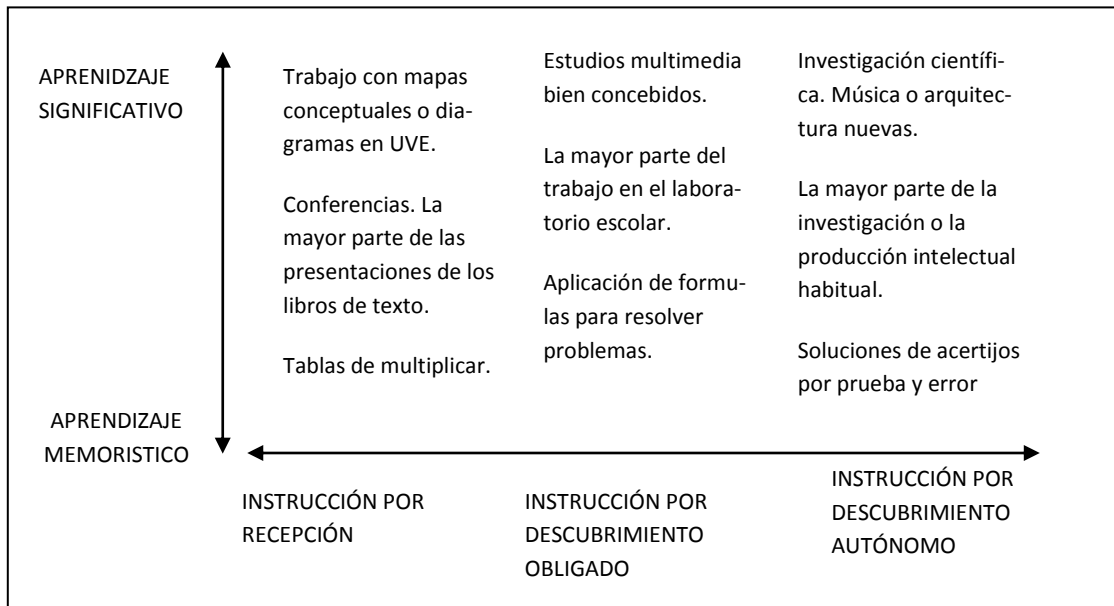 APRENIDZAJE
SIGNIFICATIVO
Trabajo con mapas
conceptuales o dia-
gramas en UVE.
Conferencias. La
mayor parte de las
presentaciones de los
libros de texto.
Tablas de multiplicar.
Estudios multimedia
bien concebidos.
La mayor parte del
trabajo en el labora-
torio escolar.
Aplicación de formu-
las para resolver
problemas.
Investigación científi-
ca. Música o arquitec-
tura nuevas.
La mayor parte de la
investigación o la
producción intelectual
habitual.
Soluciones de acertijos
por prueba y error
APRENDIZAJE
MEMORISTICO
INSTRUCCIÓN POR
RECEPCIÓN
INSTRUCCIÓN POR
DESCUBRIMIENTO
OBLIGADO
INSTRUCCIÓN POR
DESCUBRIMIENTO
AUTÓNOMO